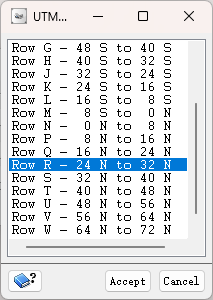 UTM...
Row G - 48 S to 40 S
Row H - 40 S to 32 S
Row J - 32 S to 24 S
Row K - 24 S to 16 S
Row L - 16 S to  8 S
Row M -  8 S to  0 N
Row N -  0 N to  8 N
Row P -  8 N to 16 N
Row Q - 16 N to 24 N
Row R - 24 N to 32 N
Row S - 32 N to 40 N
Row T - 40 N to 48 N
Row U - 48 N to 56 N
Row V - 56 N to 64 N
Row W - 64 N to 72 N
? Accept Cancel